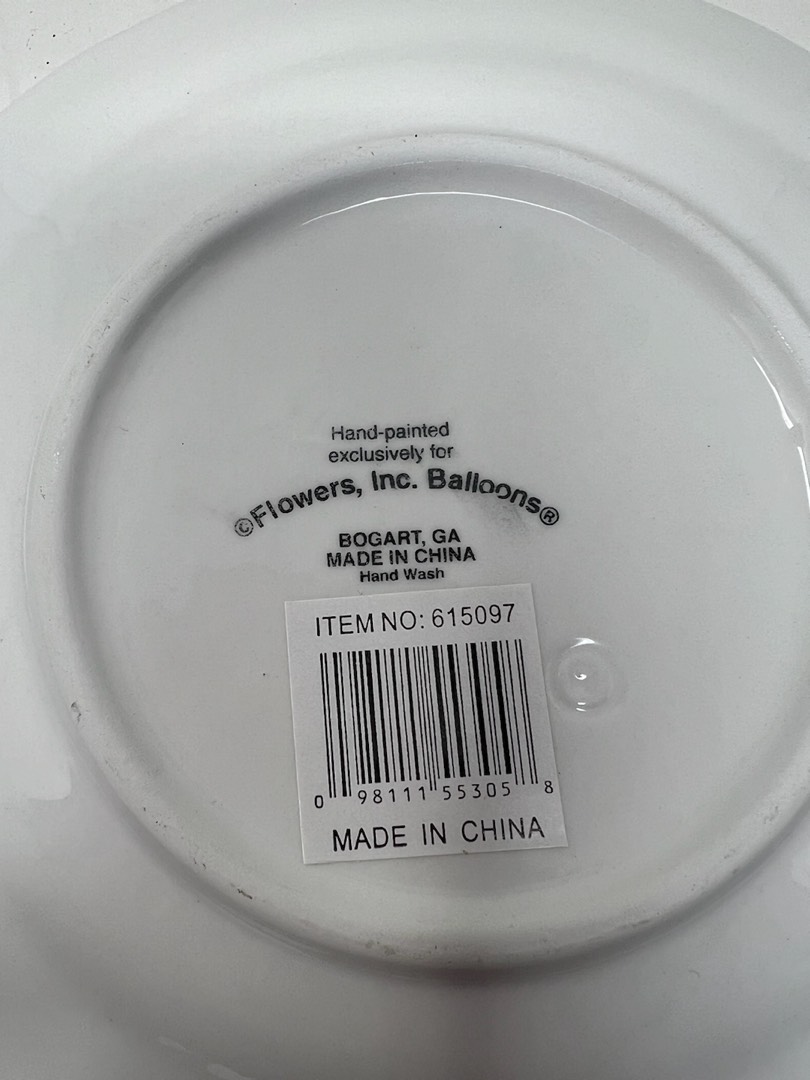 Hand-painted
exclusively for
©Flowers, Inc. Balloons®
BOGART, GA
MADE IN CHINA
Hand Wash
ITEM NO: 615097
0 98111 55305 8
MADE IN CHINA